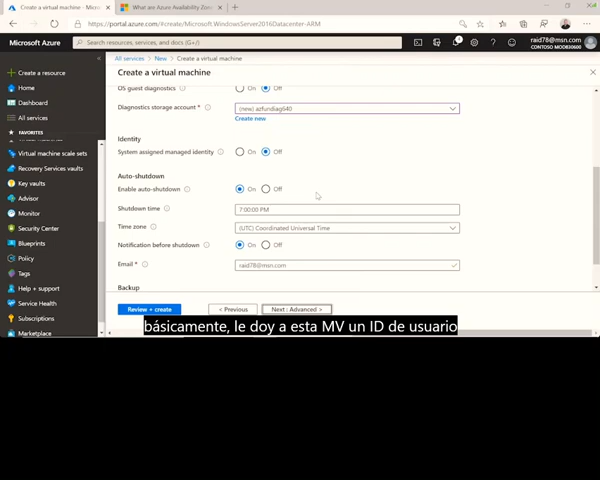 Create a virtual machine - Micros
What are Azure Availability Zone
https://portal.azure.com/#create/Microsoft.WindowsServer2016Datacenter-ARM
Microsoft Azure
Search resources, services, and docs (G+/)
1
raid78@msn.com
Create a resource
Home
Dashboard
All services
FAVORITES
Virtual machine scale sets
Recovery Services vaults
Key vaults
Advisor
Monitor
Security Center
Blueprints
Policy
Tags
Help + support
Service Health
Subscriptions
Marketplace
All services > New > Create a virtual machine
Create a virtual machine
OS guest diagnostics On Off
Diagnostics storage account * (new) azfundiag640
Create new
Identity
System assigned managed identity On Off
Auto-shutdown
Enable auto-shutdown On Off
Shutdown time 7:00:00 PM
Time zone (UTC) Coordinated Universal Time
Notification before shutdown On Off
Email * raid78@msn.com
Backup
Review + create
< Previous
Next : Advanced >
básicamente, le doy a esta MV un ID de usuario